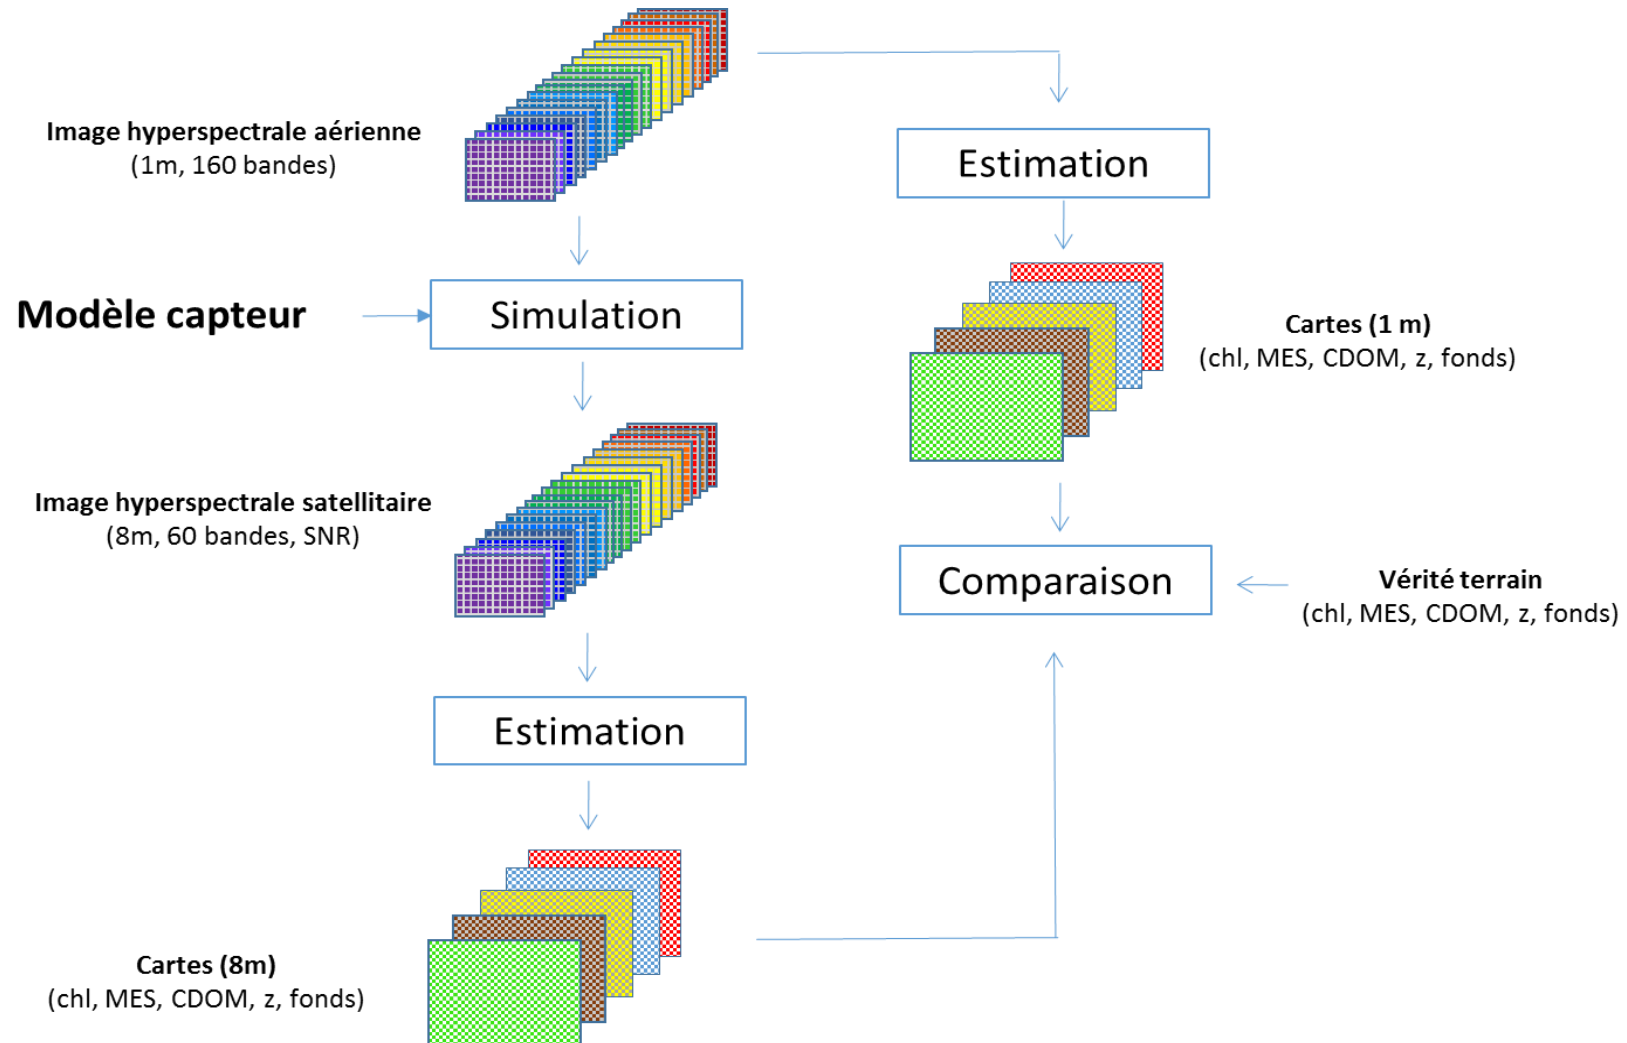 Image hyperspectrale aérienne
(1m, 160 bandes)
Estimation
Modèle capteur
Simulation
Cartes (1 m)
(chl, MES, CDOM, z, fonds)
Image hyperspectrale satellitaire
(8m, 60 bandes, SNR)
Comparaison
Vérité terrain
(chl, MES, CDOM, z, fonds)
Estimation
Cartes (8m)
(chl, MES, CDOM, z, fonds)